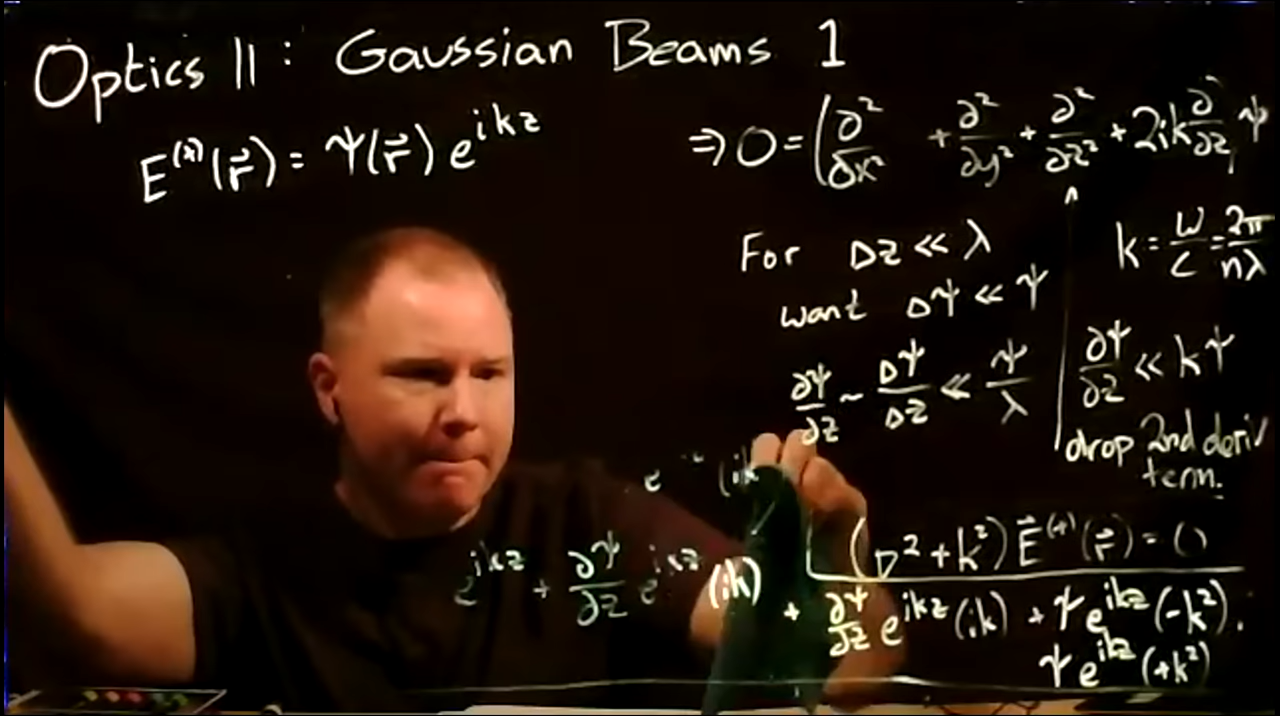 Optics II: Gaussian Beams 1
E⁽⁺⁾(r⃗) = ψ(r⃗) e^{ikz}
⇒ 0 = (∂²/∂x² + ∂²/∂y² + ∂²/∂z² + 2ik ∂/∂z) ψ
For Δz ≪ λ
k = ω/c = 2π/nλ
want Δψ ≪ ψ
∂ψ/∂z ~ Δψ/Δz ≪ ψ/λ
∂ψ/∂z ≪ kψ
drop 2nd deriv
term.
(ik
(∇² + k²) E⃗⁽⁺⁾(r⃗) = 0
e^{ikz} + ∂ψ/∂z e^{ikz} (ik) + ∂ψ/∂z e^{ikz} (ik) + ψ e^{ikz} (-k²).
ψ e^{ikz} (+k²)